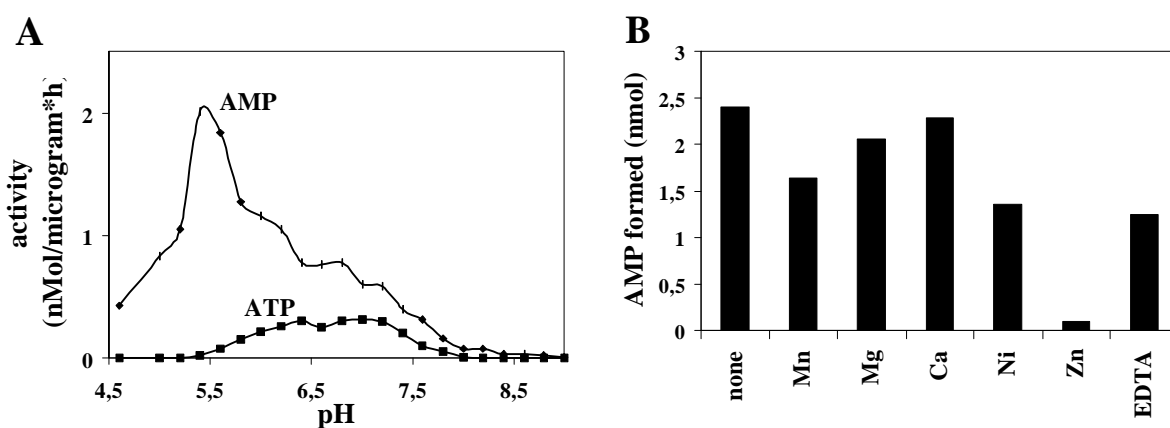 A
activity
(nMol/microgram*h)
2
1
0
AMP
ATP
4,5 5,5 6,5 7,5 8,5
pH
B
AMP formed (nmol)
3
2,5
2
1,5
1
0,5
0
none
Mn
Mg
Ca
Ni
Zn
EDTA